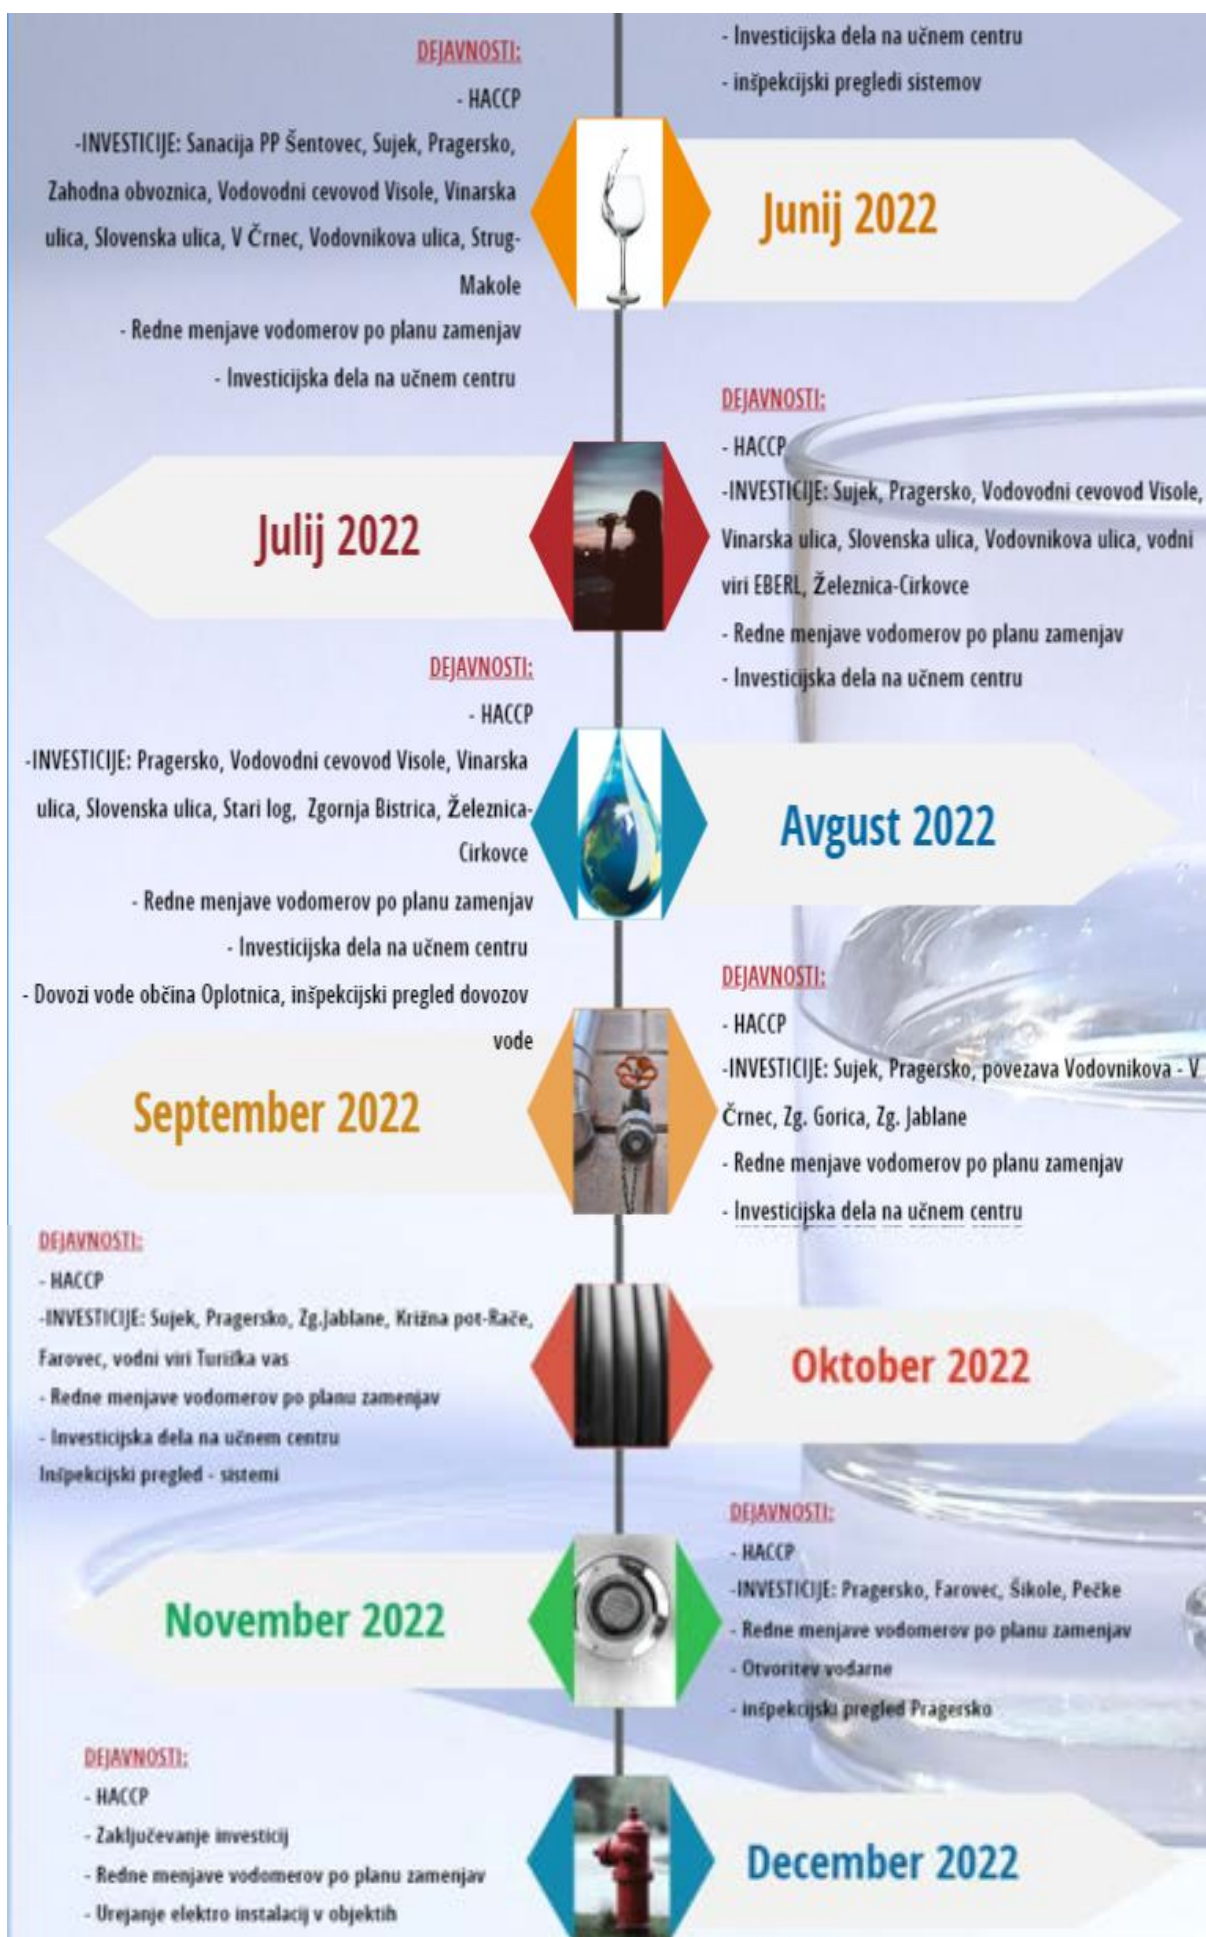 - Investicijska dela na učnem centru
- inšpekcijski pregledi sistemov
Junij 2022
DEJAVNOSTI:
- HACCP
-INVESTICIJE: Sanacija PP Šentovec, Sujek, Pragersko,
Zahodna obvoznica, Vodovodni cevovod Visole, Vinarska
ulica, Slovenska ulica, V Črnec, Vodovnikova ulica, Strug-
Makole
- Redne menjave vodomerov po planu zamenjav
- Investicijska dela na učnem centru
Julij 2022
DEJAVNOSTI:
- HACCP
-INVESTICIJE: Sujek, Pragersko, Vodovodni cevovod Visole,
Vinarska ulica, Slovenska ulica, Vodovnikova ulica, vodni
viri EBERL, Železnica-Cirkovce
- Redne menjave vodomerov po planu zamenjav
- Investicijska dela na učnem centru
Avgust 2022
DEJAVNOSTI:
- HACCP
-INVESTICIJE: Pragersko, Vodovodni cevovod Visole, Vinarska
ulica, Slovenska ulica, Stari log, Zgornja Bistrica, Železnica-
Cirkovce
- Redne menjave vodomerov po planu zamenjav
- Investicijska dela na učnem centru
- Dovozi vode občina Oplotnica, inšpekcijski pregled dovozov
vode
September 2022
DEJAVNOSTI:
- HACCP
-INVESTICIJE: Sujek, Pragersko, povezava Vodovnikova - V
Črnec, Zg. Gorica, Zg. Jablane
- Redne menjave vodomerov po planu zamenjav
- Investicijska dela na učnem centru
Oktober 2022
DEJAVNOSTI:
- HACCP
-INVESTICIJE: Sujek, Pragersko, Zg.Jablane, Križna pot-Rače,
Farovec, vodni viri Turiška vas
- Redne menjave vodomerov po planu zamenjav
- Investicijska dela na učnem centru
Inšpekcijski pregled - sistemi
November 2022
DEJAVNOSTI:
- HACCP
-INVESTICIJE: Pragersko, Farovec, Šikole, Pečke
- Redne menjave vodomerov po planu zamenjav
- Otvoritev vodarne
- inšpekcijski pregled Pragersko
December 2022
DEJAVNOSTI:
- HACCP
- Zaključevanje investicij
- Redne menjave vodomerov po planu zamenjav
- Urejanje elektro instalacij v objektih